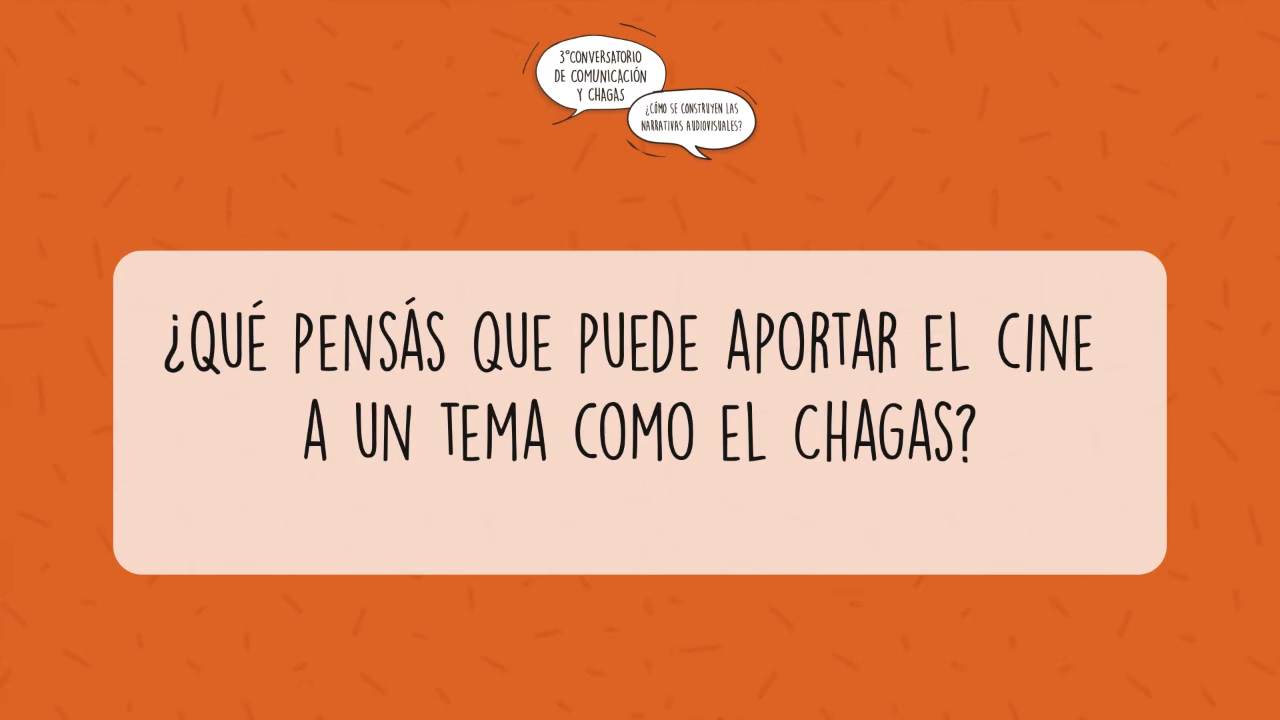 3°CONVERSATORIO
DE COMUNICACIÓN
Y CHAGAS
¿CÓMO SE CONSTRUYEN LAS
NARRATIVAS AUDIOVISUALES?
¿QUÉ PENSÁS QUE PUEDE APORTAR EL CINE
A UN TEMA COMO EL CHAGAS?